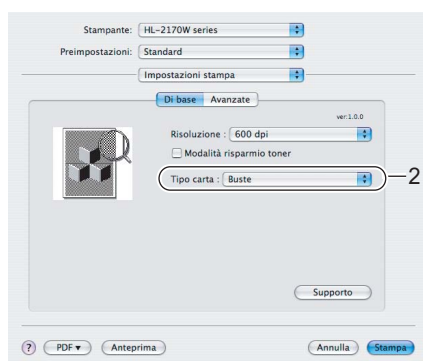 Stampante: HL-2170W series
Preimpostazioni: Standard
Impostazioni stampa
Di base Avanzate
ver:1.0.0
Risoluzione : 600 dpi
Modalità risparmio toner
Tipo carta : Buste
2
Supporto
? PDF Anteprima Annulla Stampa